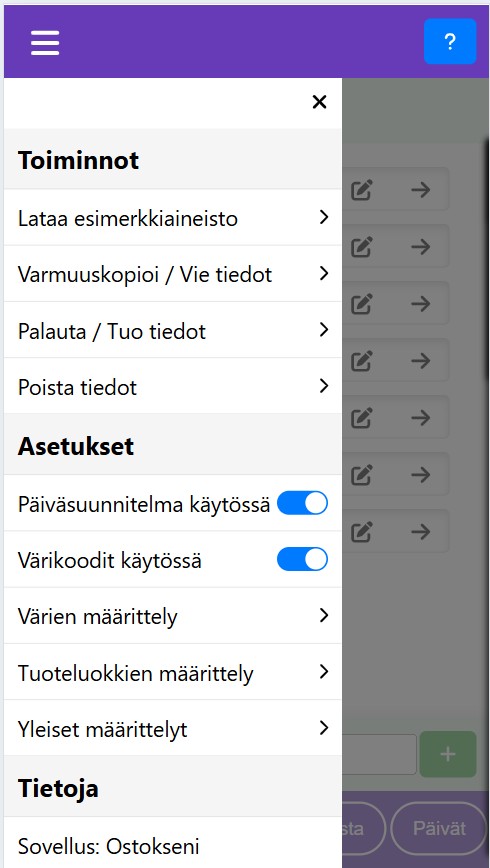 ?
Toiminnot
Lataa esimerkkiaineisto
Varmuuskopioi / Vie tiedot
Palauta / Tuo tiedot
Poista tiedot
Asetukset
Päiväsuunnitelma käytössä
Värikoodit käytössä
Värien määrittely
Tuoteluokkien määrittely
Yleiset määrittelyt
Tietoja
sta
Päivät
Sovellus: Ostokseni